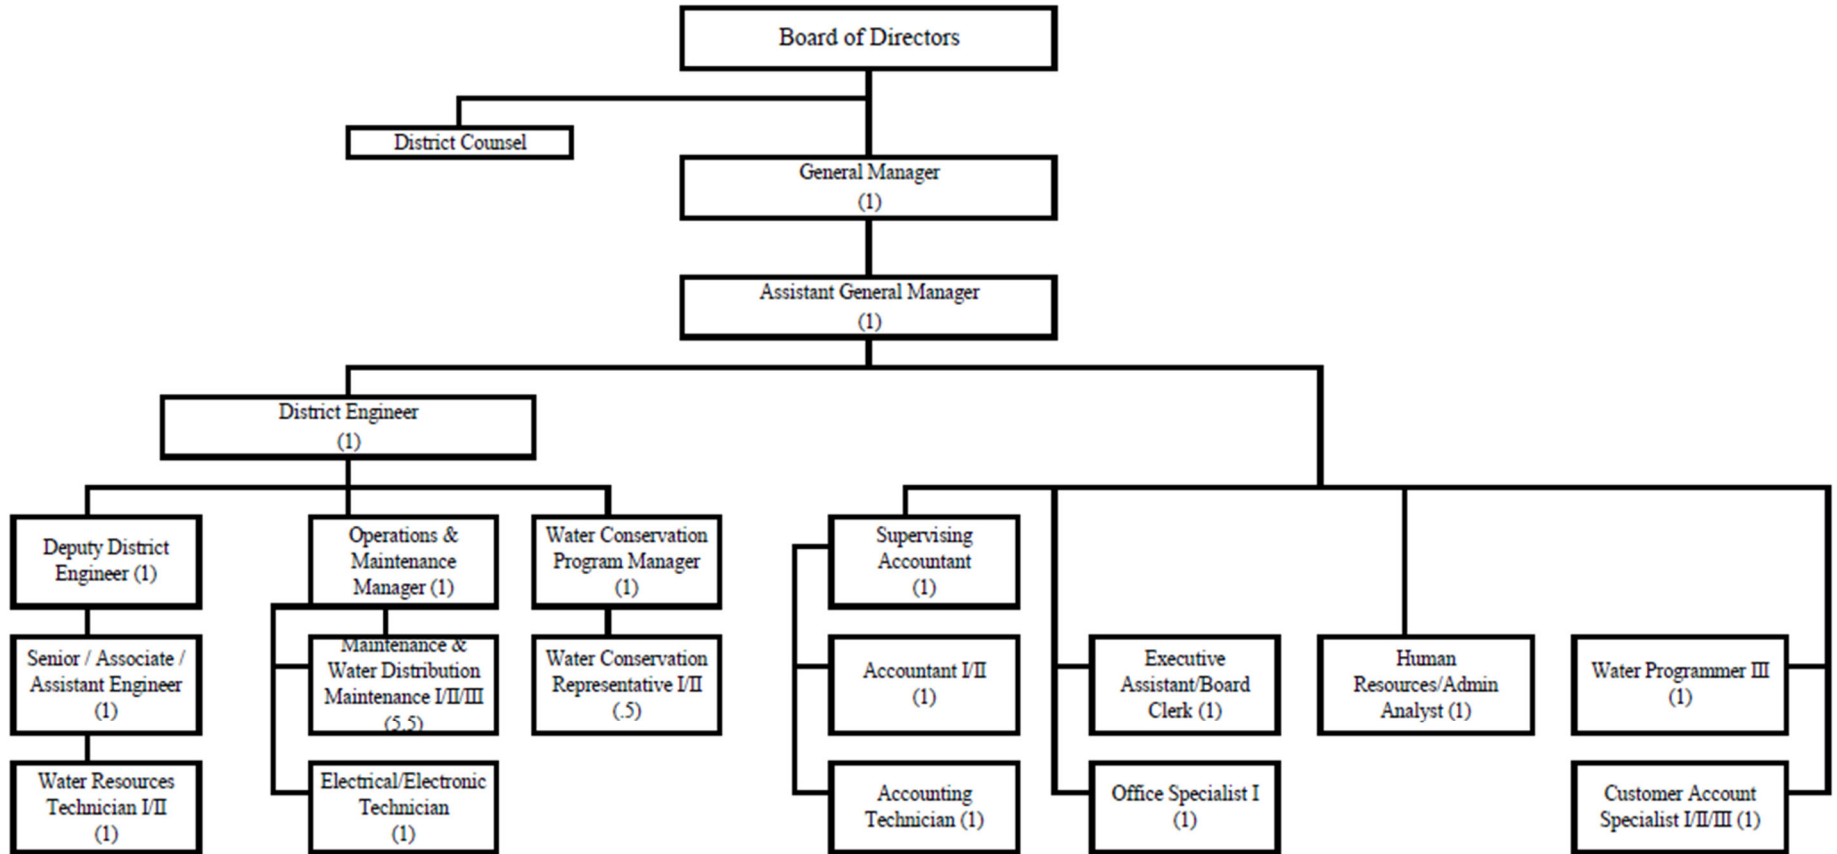 Board of Directors
District Counsel
General Manager
(1)
Assistant General Manager
(1)
District Engineer
(1)
Deputy District
Engineer (1)
Operations &
Maintenance
Manager (1)
Water Conservation
Program Manager
(1)
Supervising
Accountant
(1)
Senior / Associate /
Assistant Engineer
(1)
Maintenance &
Water Distribution
Maintenance I/II/III
(5.5)
Water Conservation
Representative I/II
(.5)
Accountant I/II
(1)
Executive
Assistant/Board
Clerk (1)
Human
Resources/Admin
Analyst (1)
Water Programmer III
(1)
Water Resources
Technician I/II
(1)
Electrical/Electronic
Technician
(1)
Accounting
Technician (1)
Office Specialist I
(1)
Customer Account
Specialist I/II/III (1)